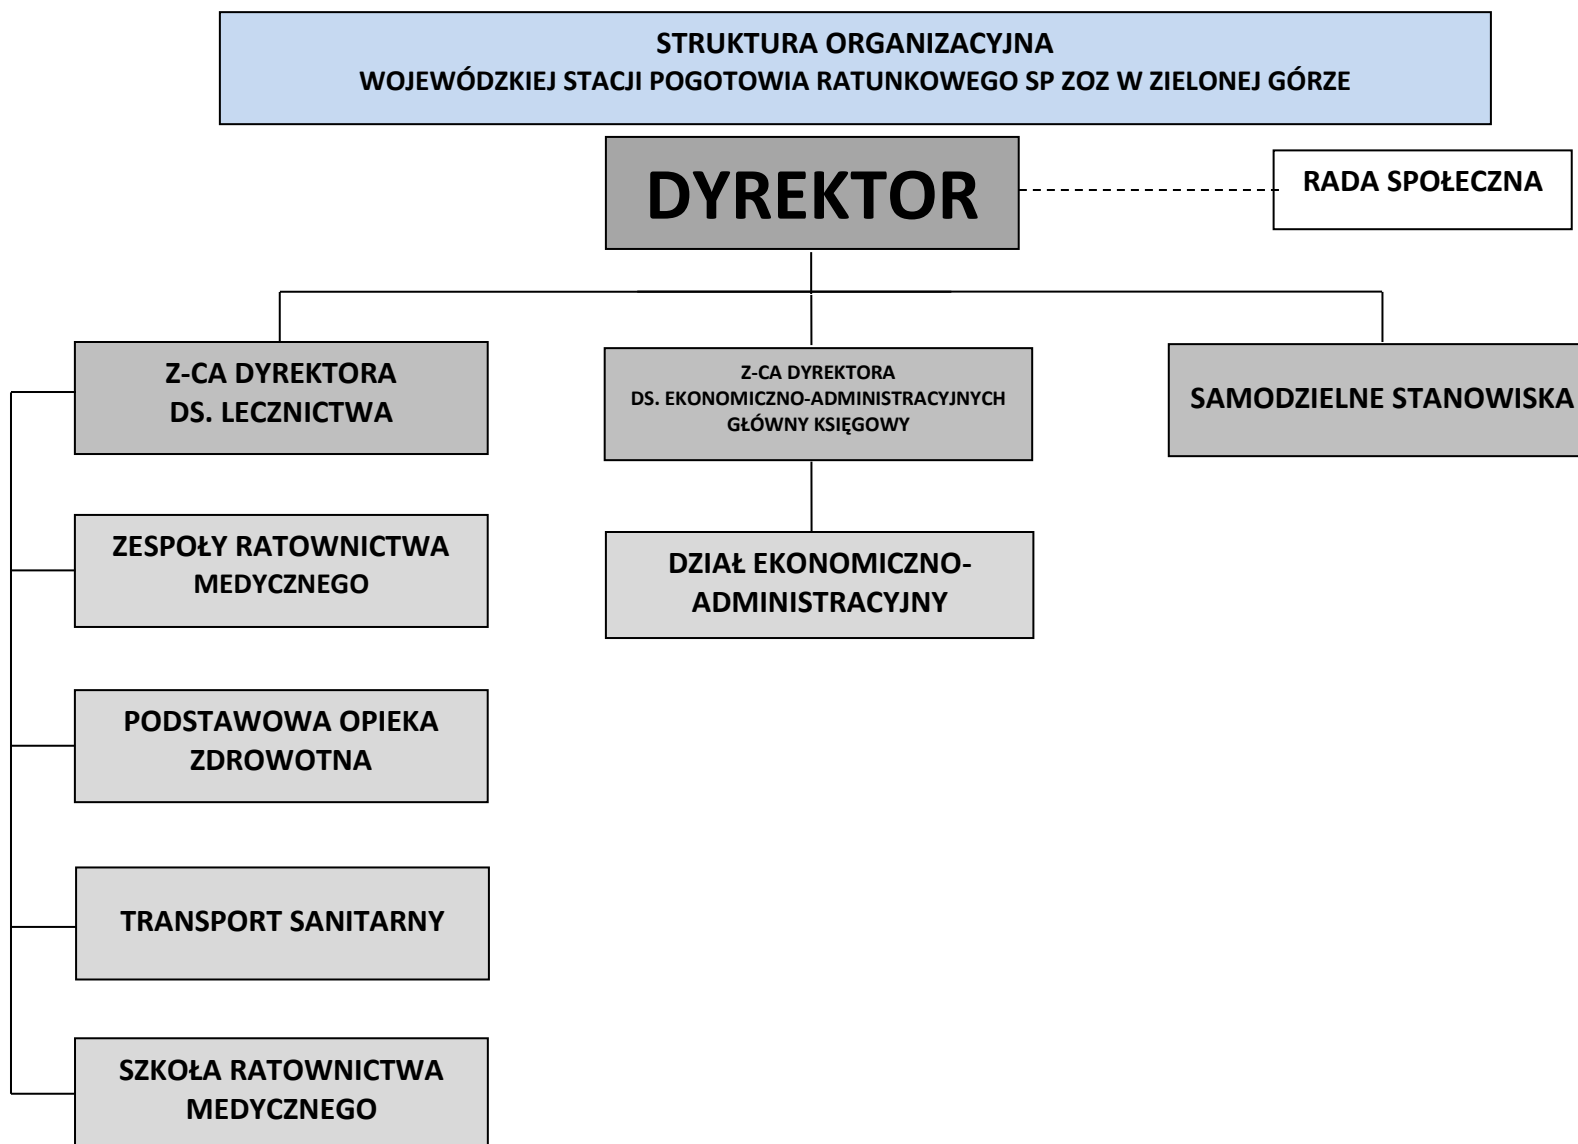 STRUKTURA ORGANIZACYJNA
WOJEWÓDZKIEJ STACJI POGOTOWIA RATUNKOWEGO SP ZOZ W ZIELONEJ GÓRZE
DYREKTOR
RADA SPOŁECZNA
Z-CA DYREKTORA
DS. LECZNICTWA
Z-CA DYREKTORA
DS. EKONOMICZNO-ADMINISTRACYJNYCH
GŁÓWNY KSIĘGOWY
SAMODZIELNE STANOWISKA
ZESPOŁY RATOWNICTWA
MEDYCZNEGO
DZIAŁ EKONOMICZNO-
ADMINISTRACYJNY
PODSTAWOWA OPIEKA
ZDROWOTNA
TRANSPORT SANITARNY
SZKOŁA RATOWNICTWA
MEDYCZNEGO